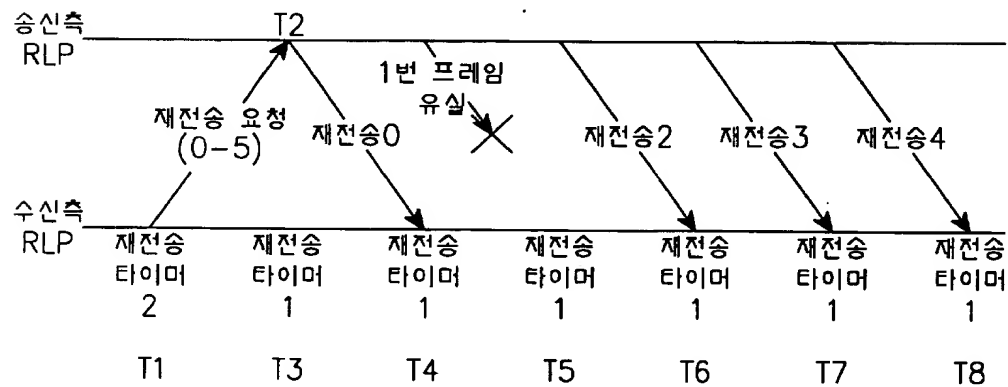 송신측
RLP
T2
1번 프레임
유실
재전송 요청
(0-5)
재전송0
재전송2
재전송3
재전송4
수신측
RLP
재전송 재전송 재전송 재전송 재전송 재전송 재전송
타이머 타이머 타이머 타이머 타이머 타이머 타이머
2 1 1 1 1 1 1
T1 T3 T4 T5 T6 T7 T8